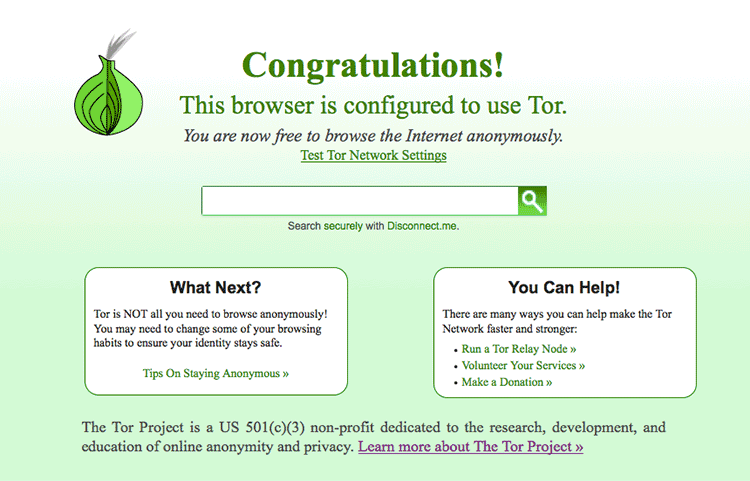 Congratulations!
This browser is configured to use Tor.
You are now free to browse the Internet anonymously.
Test Tor Network Settings
Search securely with Disconnect.me.
What Next?
Tor is NOT all you need to browse anonymously!
You may need to change some of your browsing
habits to ensure your identity stays safe.
Tips On Staying Anonymous »
You Can Help!
There are many ways you can help make the Tor
Network faster and stronger:
• Run a Tor Relay Node »
• Volunteer Your Services »
• Make a Donation »
The Tor Project is a US 501(c)(3) non-profit dedicated to the research, development, and
education of online anonymity and privacy. Learn more about The Tor Project »